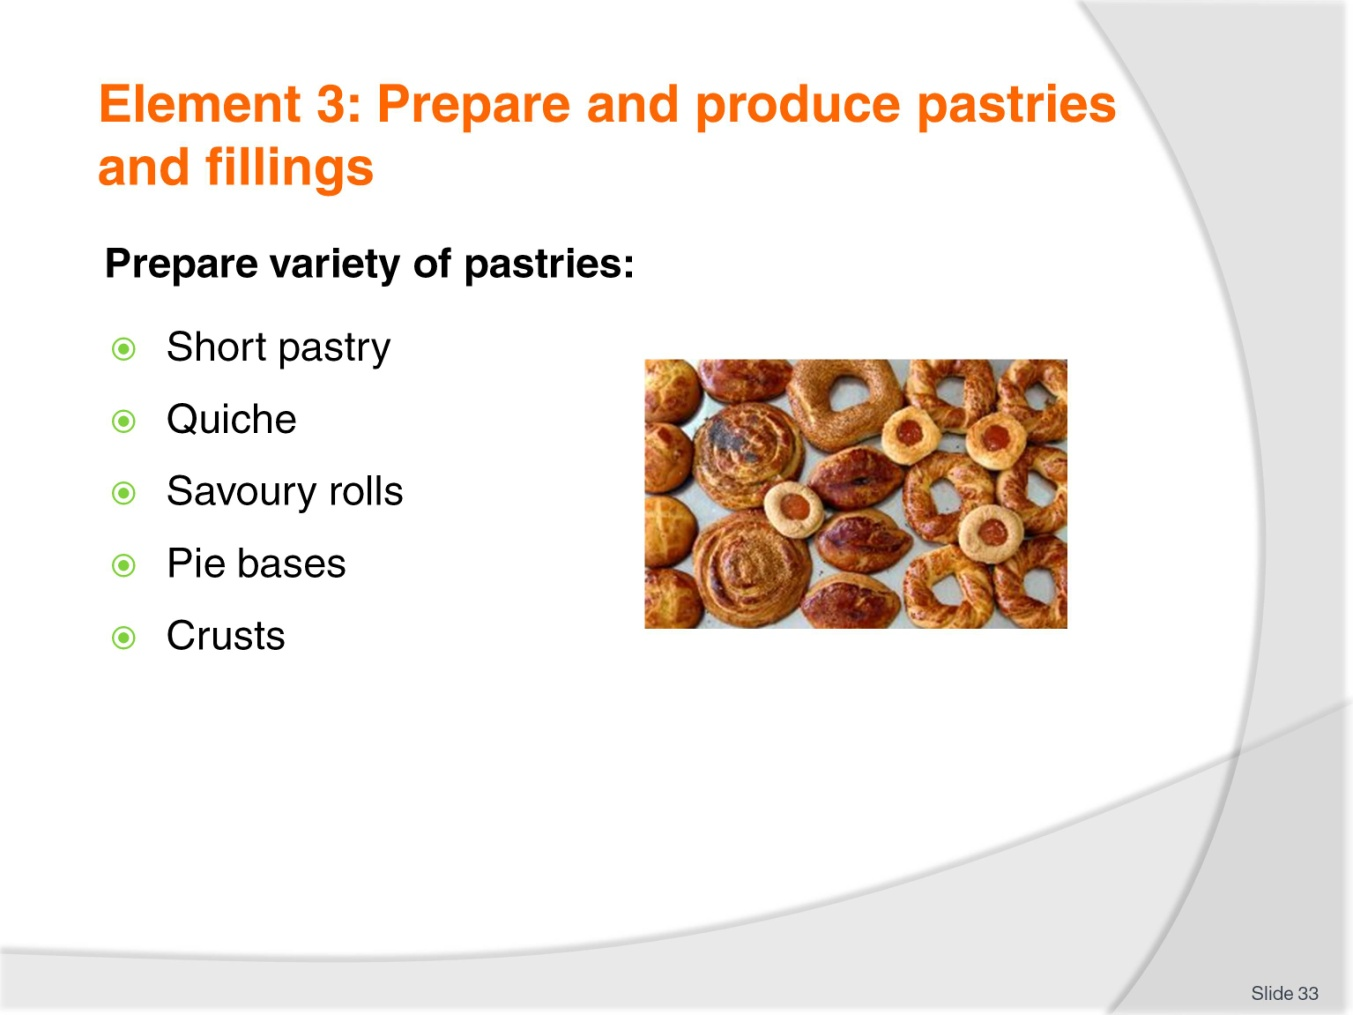 Element 3: Prepare and produce pastries
and fillings
Prepare variety of pastries:
Short pastry
Quiche
Savoury rolls
Pie bases
Crusts
Slide 33